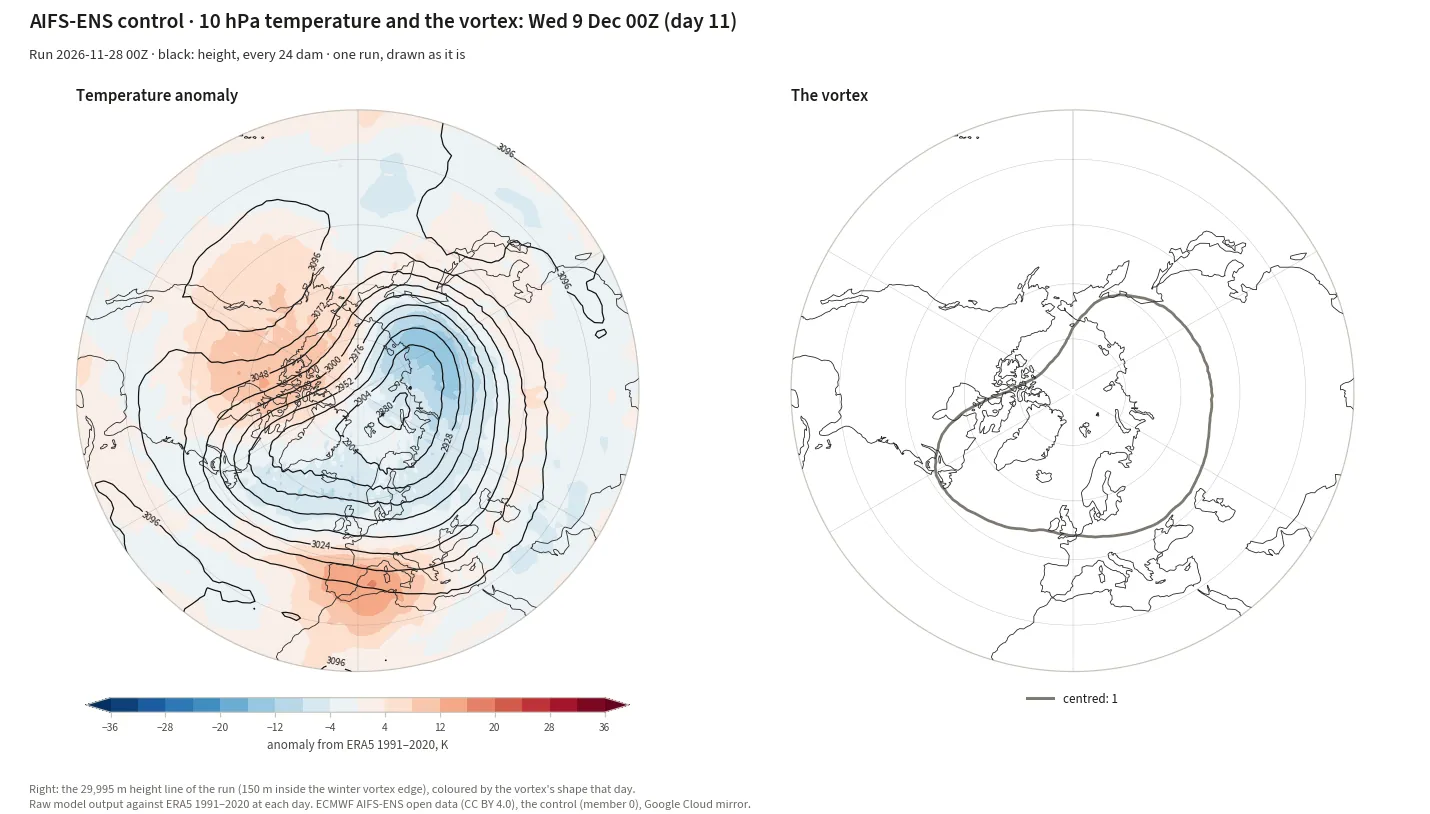 AIFS-ENS control · 10 hPa temperature and the vortex: Wed 9 Dec 00Z (day 11)
Run 2026-11-28 00Z · black: height, every 24 dam · one run, drawn as it is
Temperature anomaly
The vortex
3096
3096
3096
3072
2976
3000
3048
2952
2904
2880
2904
2928
3096
3024
3096
−36 −28 −20 −12 −4 4 12 20 28 36
anomaly from ERA5 1991–2020, K
centred: 1
Right: the 29,995 m height line of the run (150 m inside the winter vortex edge), coloured by the vortex's shape that day.
Raw model output against ERA5 1991–2020 at each day. ECMWF AIFS-ENS open data (CC BY 4.0), the control (member 0), Google Cloud mirror.